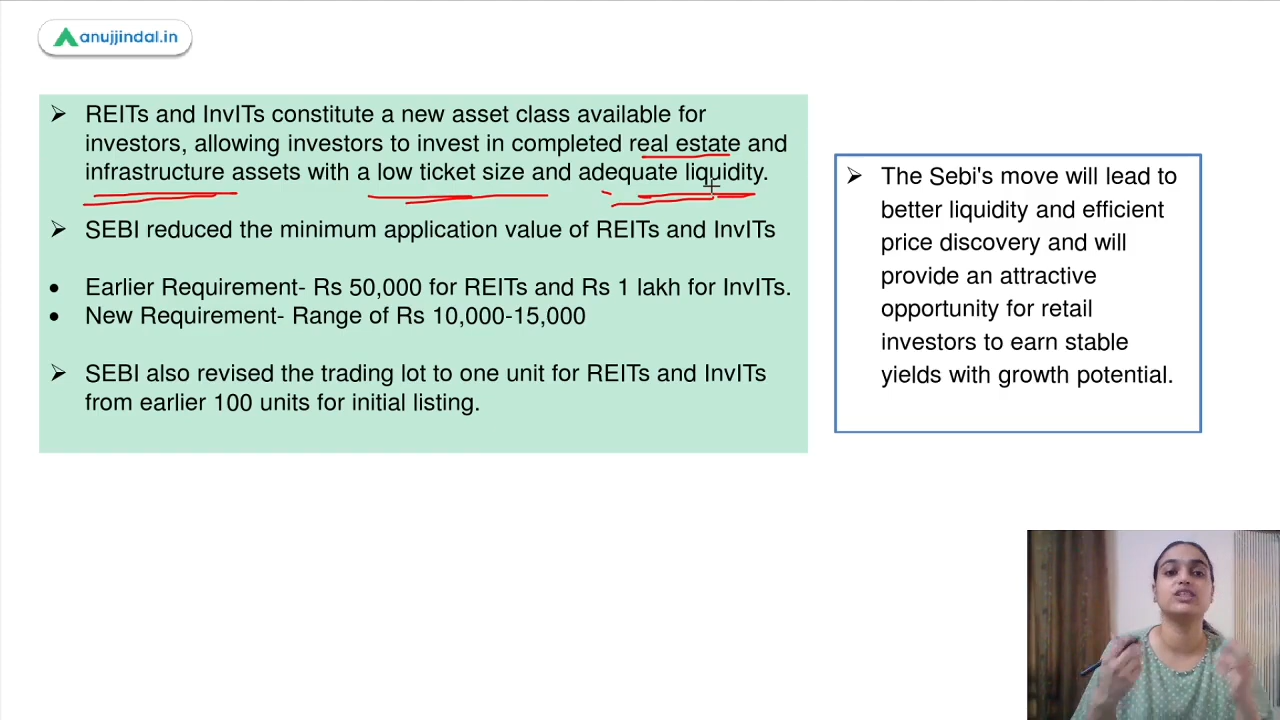 anujjindal.in
➢ REITs and InvITs constitute a new asset class available for
investors, allowing investors to invest in completed real estate and
infrastructure assets with a low ticket size and adequate liquidity.
➢ SEBI reduced the minimum application value of REITs and InvITs
• Earlier Requirement- Rs 50,000 for REITs and Rs 1 lakh for InvITs.
• New Requirement- Range of Rs 10,000-15,000
➢ SEBI also revised the trading lot to one unit for REITs and InvITs
from earlier 100 units for initial listing.
➢ The Sebi's move will lead to
better liquidity and efficient
price discovery and will
provide an attractive
opportunity for retail
investors to earn stable
yields with growth potential.